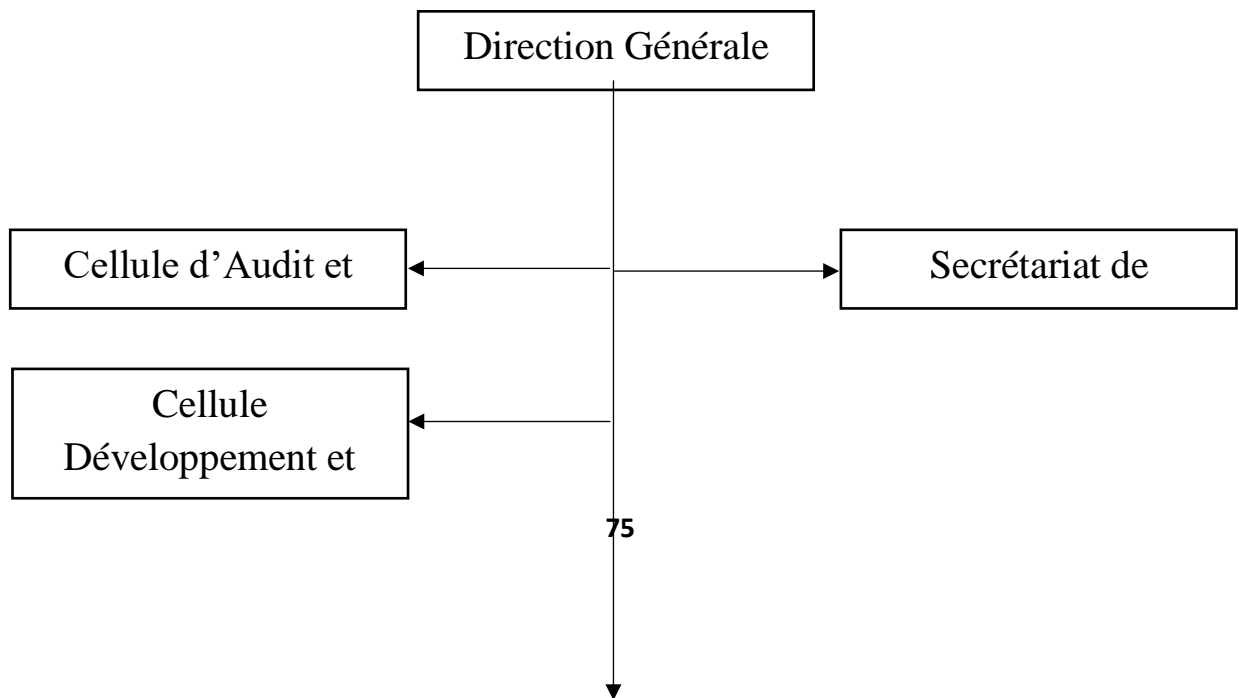 Direction Générale
Cellule d’Audit et
Secrétariat de
Cellule
Développement et
75